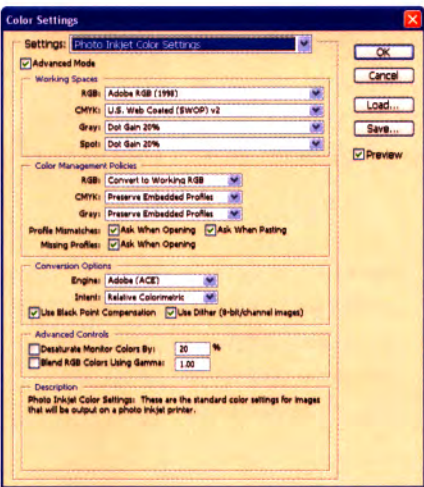 Color Settings
Settings: Photo Inkjet Color Settings
OK
Advanced Mode
Cancel
Working Spaces
RGB: Adobe RGB (1998)
Load...
CMYK: U.S. Web Coated (SWOP) v2
Save...
Gray: Dot Gain 20%
Spot: Dot Gain 20%
Preview
Color Management Policies
RGB: Convert to Working RGB
CMYK: Preserve Embedded Profiles
Gray: Preserve Embedded Profiles
Profile Mismatches: Ask When Opening Ask When Pasting
Missing Profiles: Ask When Opening
Conversion Options
Engine: Adobe (ACE)
Intent: Relative Colorimetric
Use Black Point Compensation Use Dither (8-bit/channel images)
Advanced Controls
Desaturate Monitor Colors By: 20 %
Blend RGB Colors Using Gamma: 1.00
Description
Photo Inkjet Color Settings: These are the standard color settings for images
that will be output on a photo inkjet printer.